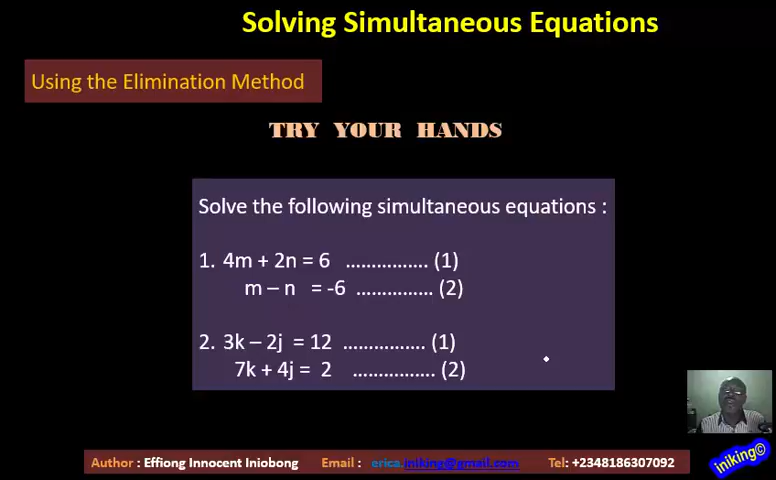 Solving Simultaneous Equations
Using the Elimination Method
TRY YOUR HANDS
Solve the following simultaneous equations :
1. 4m + 2n = 6 ................ (1)
m – n = -6 ............... (2)
2. 3k – 2j = 12 ................ (1)
7k + 4j = 2 ................ (2)
Author : Effiong Innocent Iniobong Email : erica.iniking@gmail.com Tel: +2348186307092
iniking©